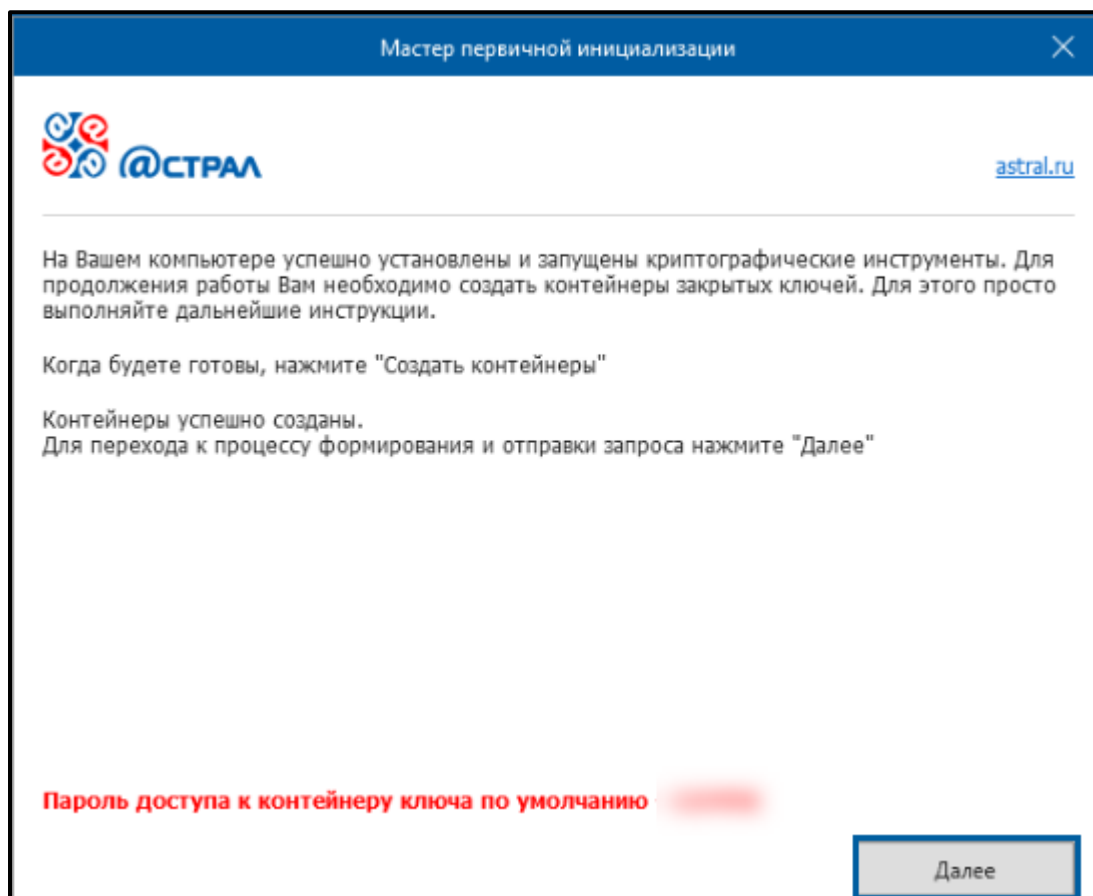 Мастер первичной инициализации
@СТРАЛ
astral.ru
На Вашем компьютере успешно установлены и запущены криптографические инструменты. Для
продолжения работы Вам необходимо создать контейнеры закрытых ключей. Для этого просто
выполняйте дальнейшие инструкции.
Когда будете готовы, нажмите "Создать контейнеры"
Контейнеры успешно созданы.
Для перехода к процессу формирования и отправки запроса нажмите "Далее"
Пароль доступа к контейнеру ключа по умолчанию
Далее